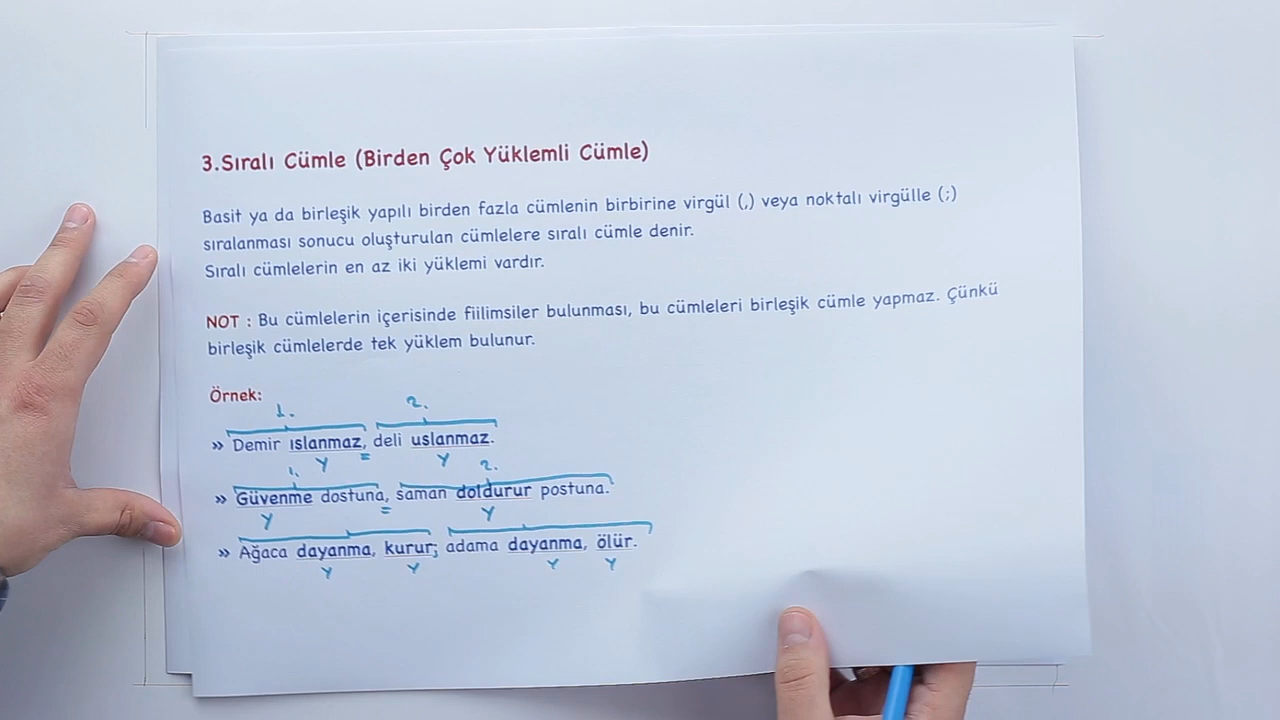 3.Sıralı Cümle (Birden Çok Yüklemli Cümle)
Basit ya da birleşik yapılı birden fazla cümlenin birbirine virgül (,) veya noktalı virgülle (;)
sıralanması sonucu oluşturulan cümlelere sıralı cümle denir.
Sıralı cümlelerin en az iki yüklemi vardır.
NOT : Bu cümlelerin içerisinde fiilimsiler bulunması, bu cümleleri birleşik cümle yapmaz. Çünkü
birleşik cümlelerde tek yüklem bulunur.
Örnek:
1. 2.
» Demir ıslanmaz, deli uslanmaz.
Y = Y
1. 2.
» Güvenme dostuna, saman doldurur postuna.
Y = Y
» Ağaca dayanma, kurur; adama dayanma, ölür.
Y Y Y Y